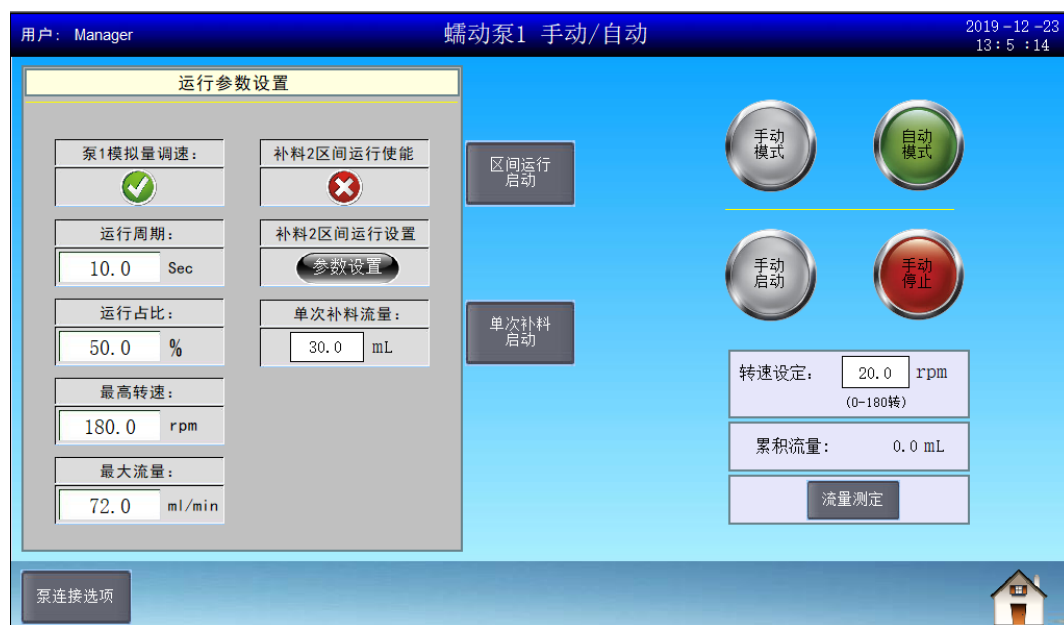 用户: Manager
蠕动泵1 手动/自动
2019-12-23
13:5 :14
运行参数设置
泵1模拟量调速:
补料2区间运行使能
区间运行
启动
运行周期:
10.0 Sec
补料2区间运行设置
参数设置
运行占比:
50.0 %
单次补料流量:
30.0 mL
单次补料
启动
最高转速:
180.0 rpm
最大流量:
72.0 ml/min
手动
模式
自动
模式
手动
启动
手动
停止
转速设定: 20.0 rpm
(0-180转)
累积流量: 0.0 mL
流量测定
泵连接选项